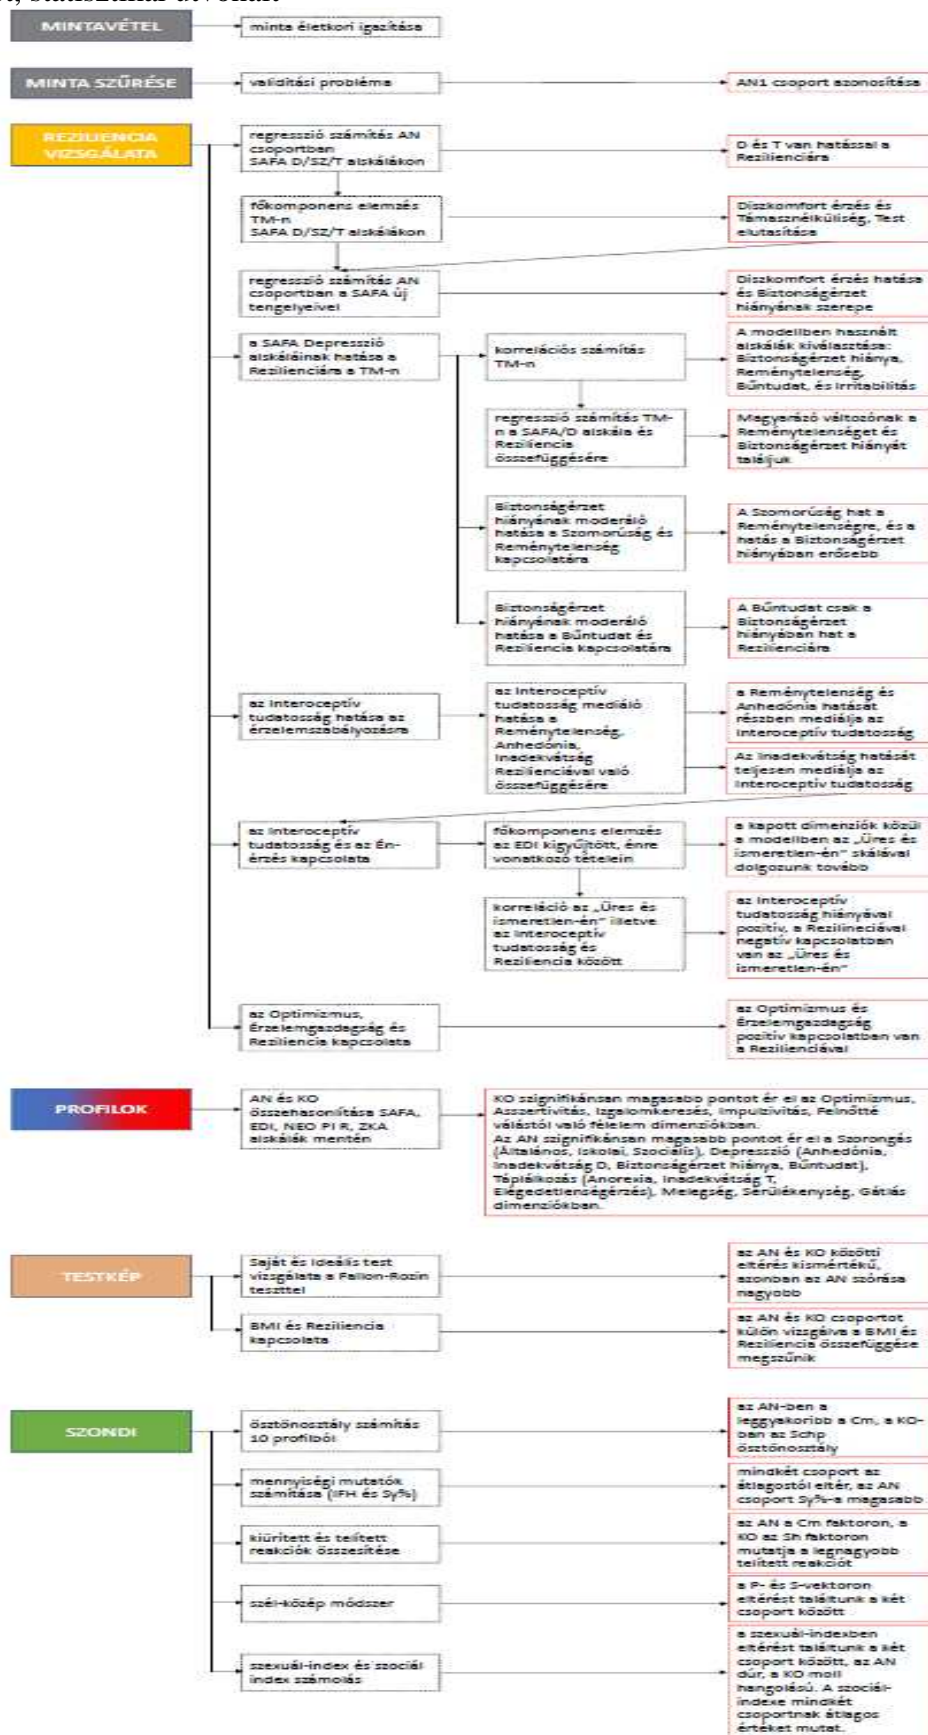 statisztikai útvonalt
MINTAVÉTEL
minta életkori igazítása
MINTA SZŰRÉSE
validitási probléma
AN1 csoport azonosítása
REZILIENCIA
VIZSGÁLATA
regresszió számítás AN
csoportban
SAFA D/SZ/T alskálákon
D és T van hatással a
Rezilienciára
főkomponens elemzés
TM-n
SAFA D/SZ/T alskálákon
Diszkomfort érzés és
Támasznélküliség, Test
elutasítása
regresszió számítás AN
csoportban a SAFA új
tengelyeivel
Diszkomfort érzés hatása
és Biztonságérzet
hiányának szerepe
a SAFA Depresszió
alskáláinak hatása a
Rezilienciára a TM-n
korrelációs számítás
TM-n
A modellben használt
alskálák kiválasztása:
Biztonságérzet hiánya,
Reménytelenség,
Bűntudat, és Irritabilitás
regresszió számítás TM-
n a SAFA/D alskála és
Reziliencia
összefüggésére
Magyarázó változónak a
Reménytelenséget és
Biztonságérzet hiányát
találjuk
Biztonságérzet
hiányának moderáló
hatása a Szomorúság és
Reménytelenség
kapcsolatára
A Szomorúság hat a
Reménytelenségre, és a
hatás a Biztonságérzet
hiányában erősebb
Biztonságérzet
hiányának moderáló
hatása a Bűntudat és
Reziliencia kapcsolatára
A Bűntudat csak a
Biztonságérzet
hiányában hat a
Rezilienciára
az Interoceptív
tudatosság hatása az
érzelemszabályozásra
az Interoceptív
tudatosság mediáló
hatása a
Reménytelenség,
Anhedónia,
Inadekvátság
Rezilienciával való
összefüggésére
a Reménytelenség és
Anhedónia hatását
részben mediálja az
Interoceptív tudatosság
Az Inadekvátság hatását
teljesen mediálja az
Interoceptív tudatosság
az Interoceptív
tudatosság és az Én-
érzés kapcsolata
főkomponens elemzés
az EDI kigyűjtött, énre
vonatkozó tételein
a kapott dimenziók közül
a modellben az „Üres és
ismeretlen-én” skálával
dolgozunk tovább
korreláció az „Üres és
ismeretlen-én” illetve
az Interoceptív
tudatosság és
Reziliencia között
az Interoceptív
tudatosság hiányával
pozitív, a Rezilineciával
negatív kapcsolatban
van az „Üres és
ismeretlen-én”
az Optimizmus,
Érzelemgazdagság és
Reziliencia kapcsolata
az Optimizmus és
Érzelemgazdagság
pozitív kapcsolatban van
a Rezilienciával
PROFILOK
AN és KO
összehasonlítása SAFA,
EDI, NEO PI R, ZKA
alskálák mentén
KO szignifikánsan magasabb pontot ér el az Optimizmus,
Asszertivitás, Izgalomkeresés, Impulzivitás, Felnőtté
válástól való félelem dimenziókban.
Az AN szignifikánsan magasabb pontot ér el a Szorongás
(Általános, Iskolai, Szociális), Depresszió (Anhedónia,
Inadekvátság D, Biztonságérzet hiánya, Bűntudat),
Táplálkozás (Anorexia, Inadekvátság T,
Elégedetlenségérzés), Melegség, Sérülékenység, Gátlás
dimenziókban.
TESTKÉP
Saját és Ideális test
vizsgálata a Fallon-Rozin
teszttel
az AN és KO közötti
eltérés kismértékű,
azonban az AN szórása
nagyobb
BMI és Reziliencia
kapcsolata
az AN és KO csoportot
külön vizsgálva a BMI és
Reziliencia összefüggése
megszűnik
SZONDI
ösztönosztály számítás
10 profilból
az AN-ben a
leggyakoribb a Cm, a KO-
ban az Schp
ösztönosztály
mennyiségi mutatók
számítása (IFH és Sy%)
mindkét csoport az
átlagostól eltér, az AN
csoport Sy%-a magasabb
kiürített és telített
reakciók összesítése
az AN a Cm faktoron, a
KO az Sh faktoron
mutatja a legnagyobb
telített reakciót
szél-közép módszer
a P- és S-vektoron
eltérést találtunk a két
csoport között
szexuál-index és szociál
index számolás
a szexuál-indexben
eltérést találtunk a két
csoport között, az AN
dúr, a KO moll
hangolású. A szociál-
indexe mindkét
csoportnak átlagos
értéket mutat.